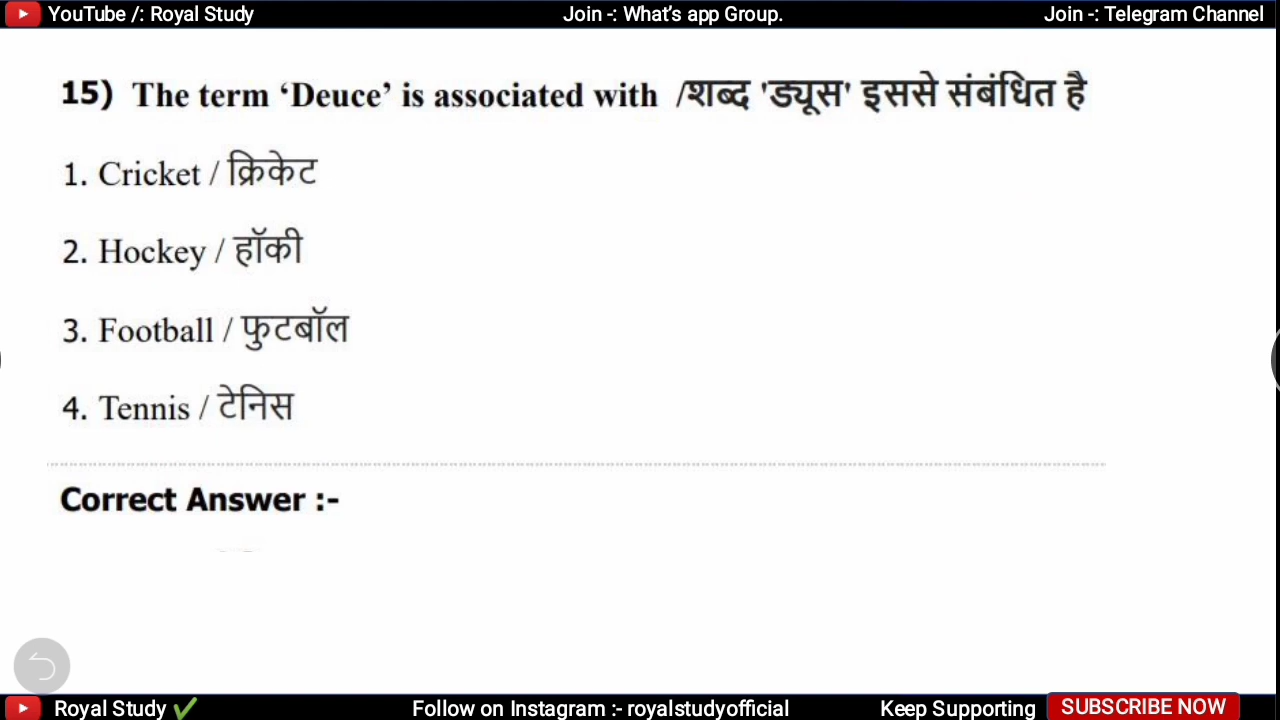 YouTube /: Royal Study Join -: What's app Group. Join -: Telegram Channel
15) The term ‘Deuce’ is associated with /शब्द 'ड्यूस' इससे संबंधित है
1. Cricket / क्रिकेट
2. Hockey / हॉकी
3. Football / फुटबॉल
4. Tennis / टेनिस
Correct Answer :-
Royal Study ✔ Follow on Instagram :- royalstudyofficial Keep Supporting SUBSCRIBE NOW